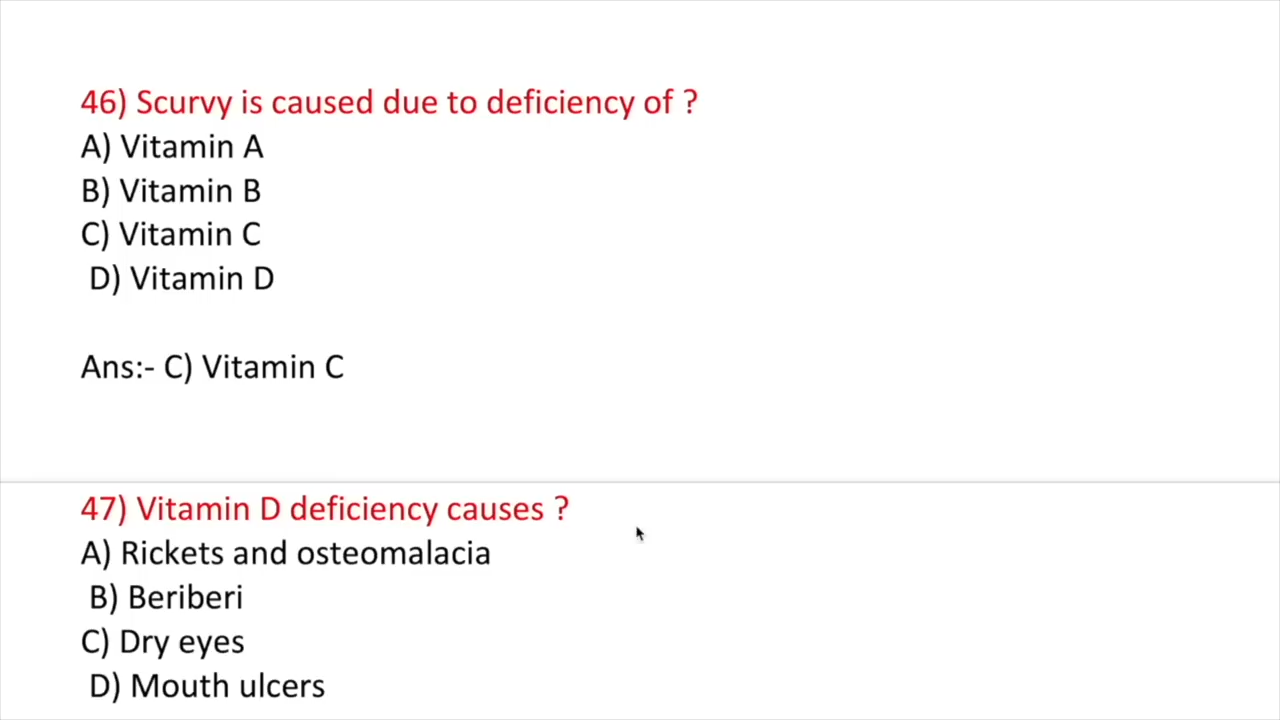 46) Scurvy is caused due to deficiency of ?
A) Vitamin A
B) Vitamin B
C) Vitamin C
D) Vitamin D
Ans:- C) Vitamin C
47) Vitamin D deficiency causes ?
A) Rickets and osteomalacia
B) Beriberi
C) Dry eyes
D) Mouth ulcers